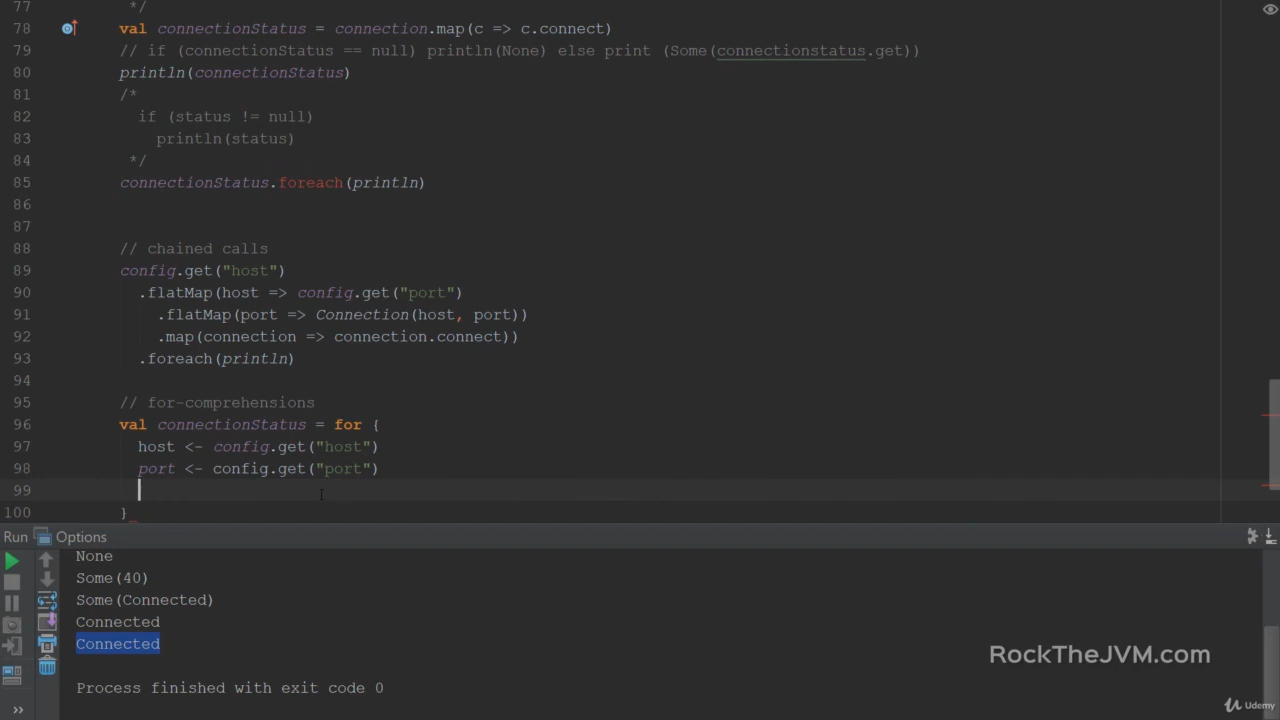 77 */
78 val connectionStatus = connection.map(c => c.connect)
79 // if (connectionStatus == null) println(None) else print (Some(connectionstatus.get))
80 println(connectionStatus)
81 /*
82 if (status != null)
83 println(status)
84 */
85 connectionStatus.foreach(println)
86
87
88 // chained calls
89 config.get("host")
90 .flatMap(host => config.get("port")
91 .flatMap(port => Connection(host, port))
92 .map(connection => connection.connect))
93 .foreach(println)
94
95 // for-comprehensions
96 val connectionStatus = for {
97 host <- config.get("host")
98 port <- config.get("port")
99
100 }
Run Options
None
Some(40)
Some(Connected)
Connected
Connected
Process finished with exit code 0
RockTheJVM.com
Udemy